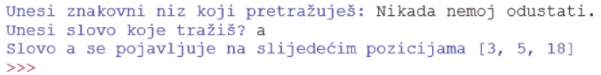 Unesi znakovni niz koji pretražuješ: Nikada nemoj odustati.
Unesi slovo koje tražiš? a
Slovo a se pojavljuje na slijedećim pozicijama [3, 5, 18]
>>>